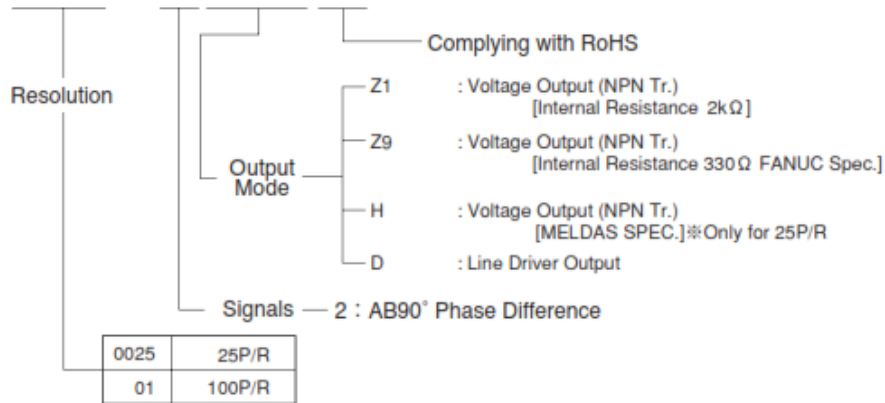 Complying with RoHS
Resolution
Z1 : Voltage Output (NPN Tr.)
[Internal Resistance 2kΩ]
Z9 : Voltage Output (NPN Tr.)
[Internal Resistance 330Ω FANUC Spec.]
Output
Mode
H : Voltage Output (NPN Tr.)
[MELDAS SPEC.]※Only for 25P/R
D : Line Driver Output
Signals 2 : AB90° Phase Difference
0025 25P/R
01 100P/R